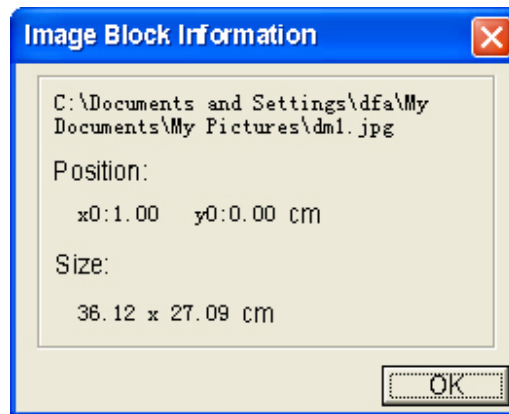 Image Block Information
C:\Documents and Settings\dfa\My
Documents\My Pictures\dm1.jpg
Position:
x0:1.00 y0:0.00 cm
Size:
36.12 x 27.09 cm
OK